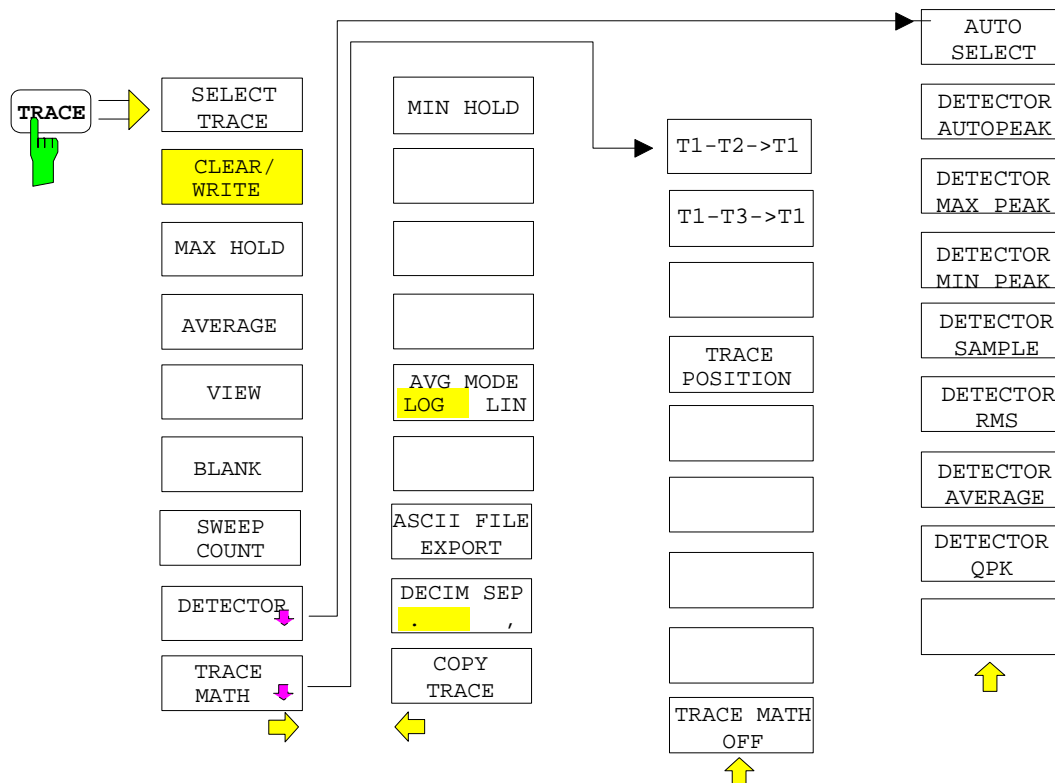 TRACE
SELECT
TRACE
CLEAR/
WRITE
MAX HOLD
AVERAGE
VIEW
BLANK
SWEEP
COUNT
DETECTOR
TRACE
MATH
MIN HOLD
AVG MODE
LOG LIN
ASCII FILE
EXPORT
DECIM SEP
. ,
COPY
TRACE
T1-T2->T1
T1-T3->T1
TRACE
POSITION
TRACE MATH
OFF
AUTO
SELECT
DETECTOR
AUTOPEAK
DETECTOR
MAX PEAK
DETECTOR
MIN PEAK
DETECTOR
SAMPLE
DETECTOR
RMS
DETECTOR
AVERAGE
DETECTOR
QPK